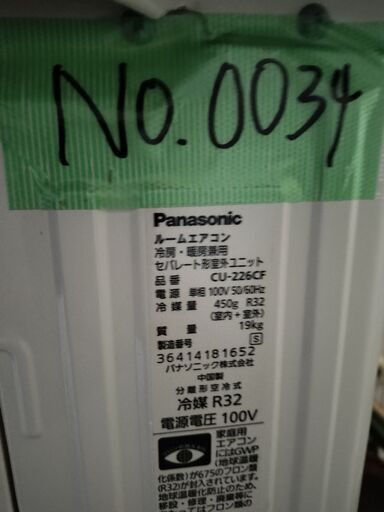 No.0034
Panasonic
ルームエアコン
冷房・暖房兼用
セパレート形室外ユニット
品番 CU-226CF
電源 単相100V 50/60Hz
冷媒量 450g R32
(室内+室外)
質量 19kg
製造番号 S
36414181652
パナソニック株式会社
中国製
分離形空冷式
冷媒 R32
電源電圧 100V
家庭用
エアコン
にはGWP
(地球温暖
化係数)が675のフロン類
(R32)が封入されています。
地球温暖化防止のため、
移設・修理・廃棄等に